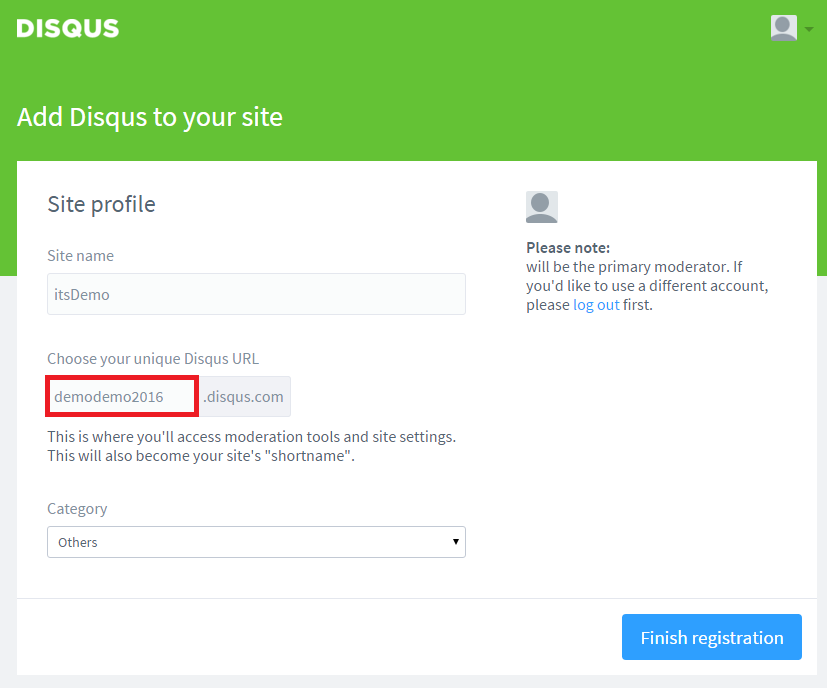 DISQUS
Add Disqus to your site
Site profile
Site name
itsDemo
Choose your unique Disqus URL
demodemo2016 .disqus.com
This is where you'll access moderation tools and site settings.
This will also become your site's "shortname".
Category
Others
Please note:
will be the primary moderator. If
you'd like to use a different account,
please log out first.
Finish registration